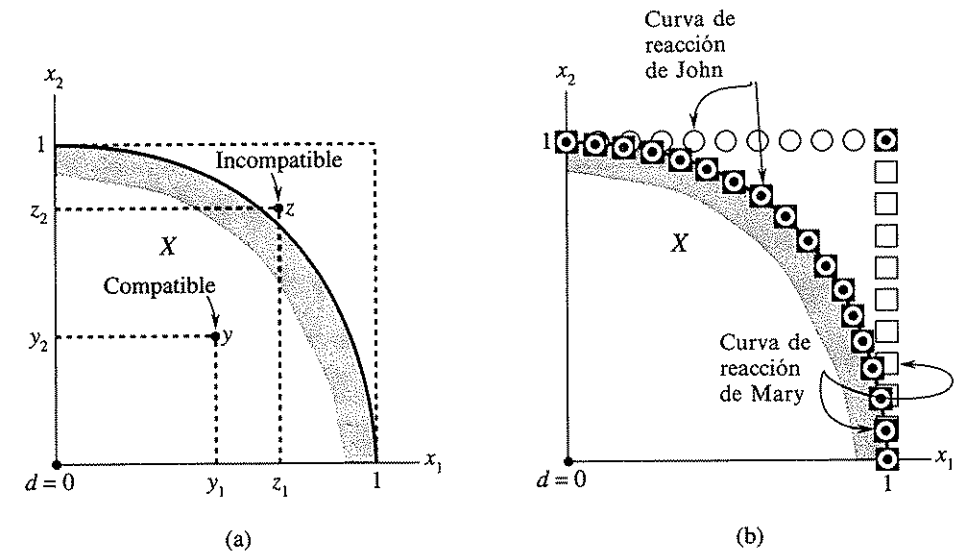 x₂
1
Incompatible
z₂
z
X
Compatible
y₂
y
d = 0
y₁
z₁
1
x₁
(a)
Curva de
reacción
de John
x₂
1
X
Curva de
reacción
de Mary
d = 0
1
x₁
(b)